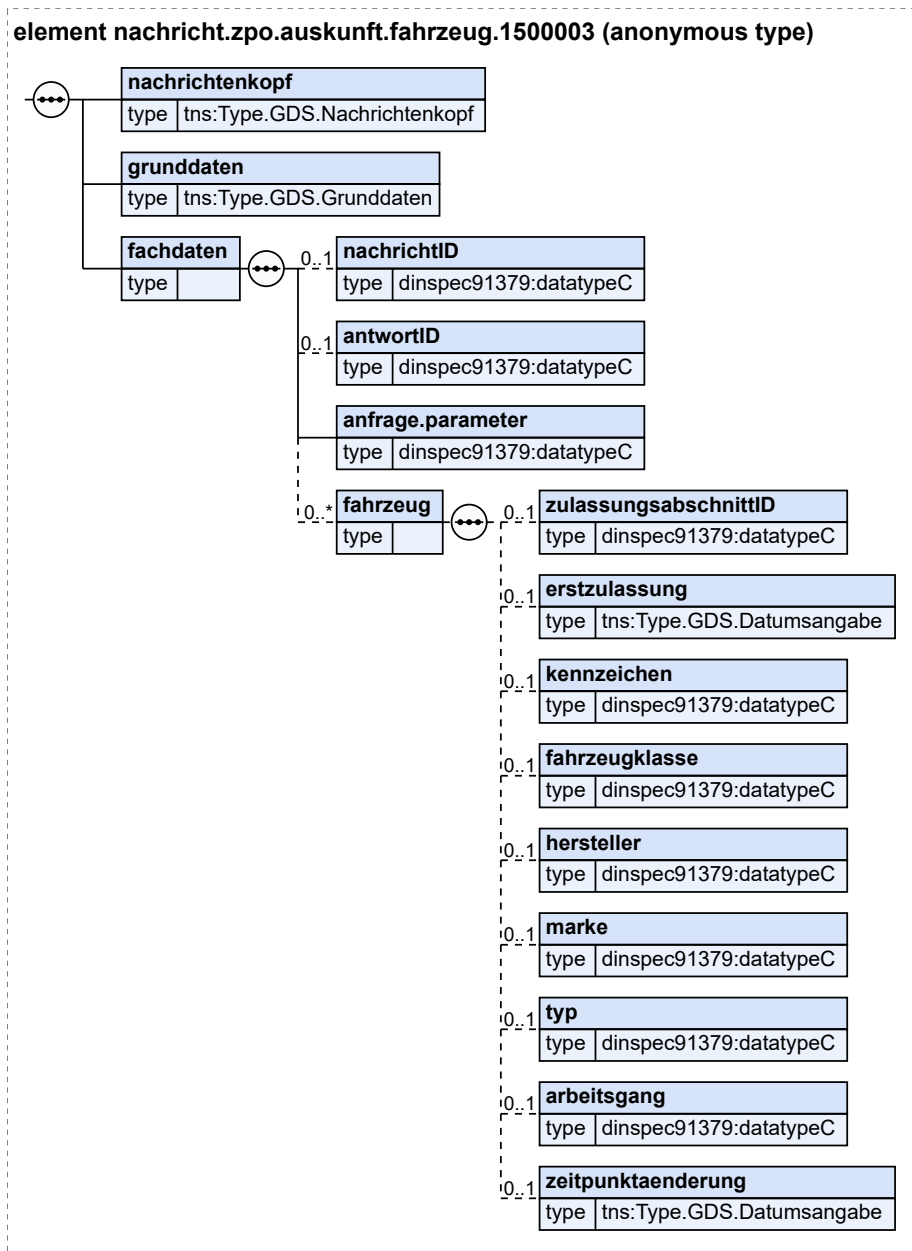 element nachricht.zpo.auskunft.fahrzeug.1500003 (anonymous type)
nachrichtenkopf
type tns:Type.GDS.Nachrichtenkopf
grunddaten
type tns:Type.GDS.Grunddaten
fachdaten
type
0..1 nachrichtID
type dinspec91379:datatypeC
0..1 antwortID
type dinspec91379:datatypeC
anfrage.parameter
type dinspec91379:datatypeC
0..* fahrzeug
type
0..1 zulassungsabschnittID
type dinspec91379:datatypeC
0..1 erstzulassung
type tns:Type.GDS.Datumsangabe
0..1 kennzeichen
type dinspec91379:datatypeC
0..1 fahrzeugklasse
type dinspec91379:datatypeC
0..1 hersteller
type dinspec91379:datatypeC
0..1 marke
type dinspec91379:datatypeC
0..1 typ
type dinspec91379:datatypeC
0..1 arbeitsgang
type dinspec91379:datatypeC
0..1 zeitpunktaenderung
type tns:Type.GDS.Datumsangabe